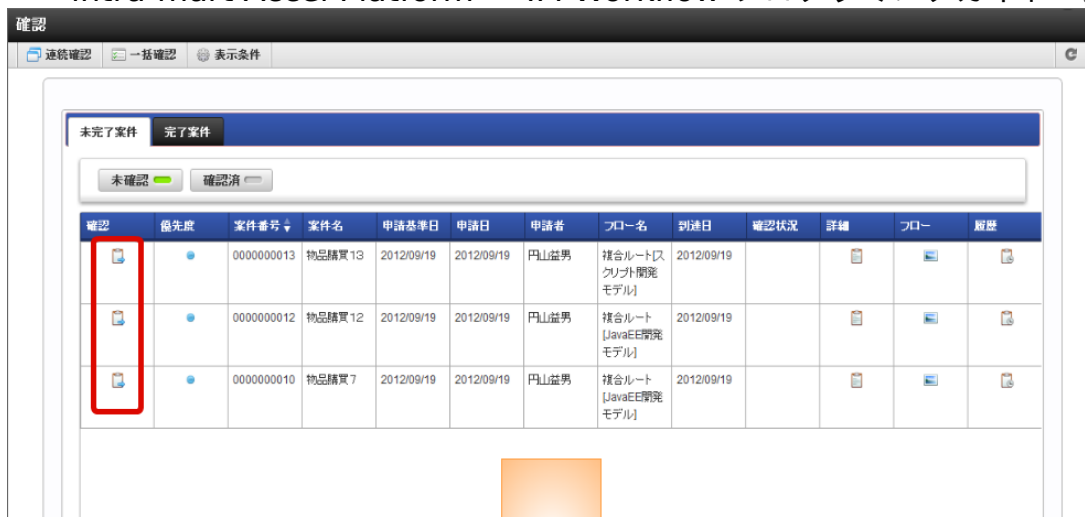 intra-mart Accel Platform
IM-Workflow
確認
連続確認 一括確認 表示条件
未完了案件 完了案件
未確認 確認済
確認 優先度 案件番号 案件名 申請基準日 申請日 申請者 フロー名 到達日 確認状況 詳細 フロー 履歴
0000000013 物品購買13 2012/09/19 2012/09/19 円山益男 複合ルート[ス 2012/09/19
クリプト開発
モデル]
0000000012 物品購買12 2012/09/19 2012/09/19 円山益男 複合ルート 2012/09/19
[JavaEE開発
モデル]
0000000010 物品購買7 2012/09/19 2012/09/19 円山益男 複合ルート 2012/09/19
[JavaEE開発
モデル]